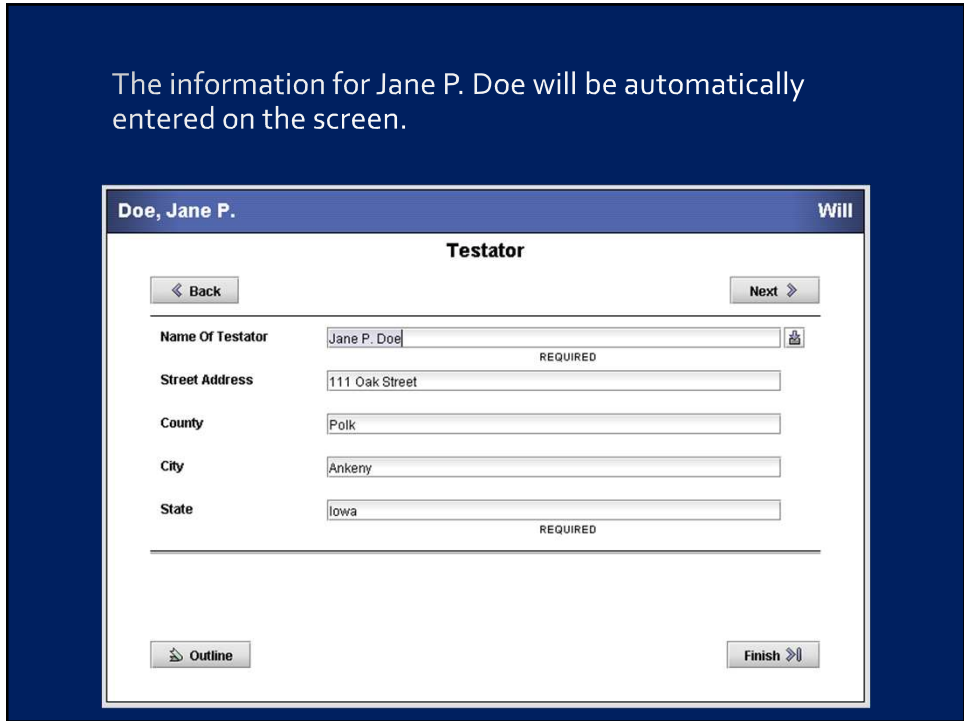 The information for Jane P. Doe will be automatically
entered on the screen.
Doe, Jane P. Will
Testator
Back Next
Name Of Testator Jane P. Doe
REQUIRED
Street Address 111 Oak Street
County Polk
City Ankeny
State Iowa
REQUIRED
Outline Finish